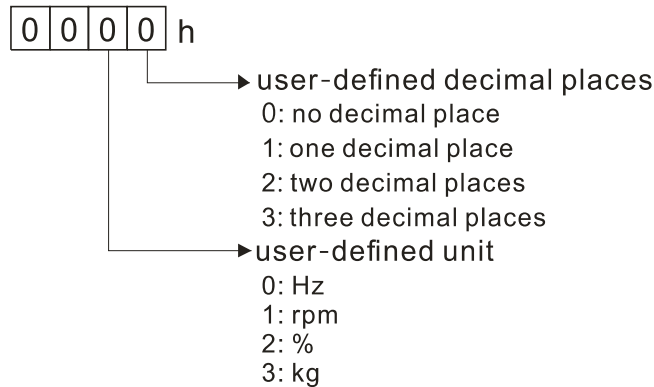 0 0 0 0 h
user-defined decimal places
0: no decimal place
1: one decimal place
2: two decimal places
3: three decimal places
user-defined unit
0: Hz
1: rpm
2: %
3: kg